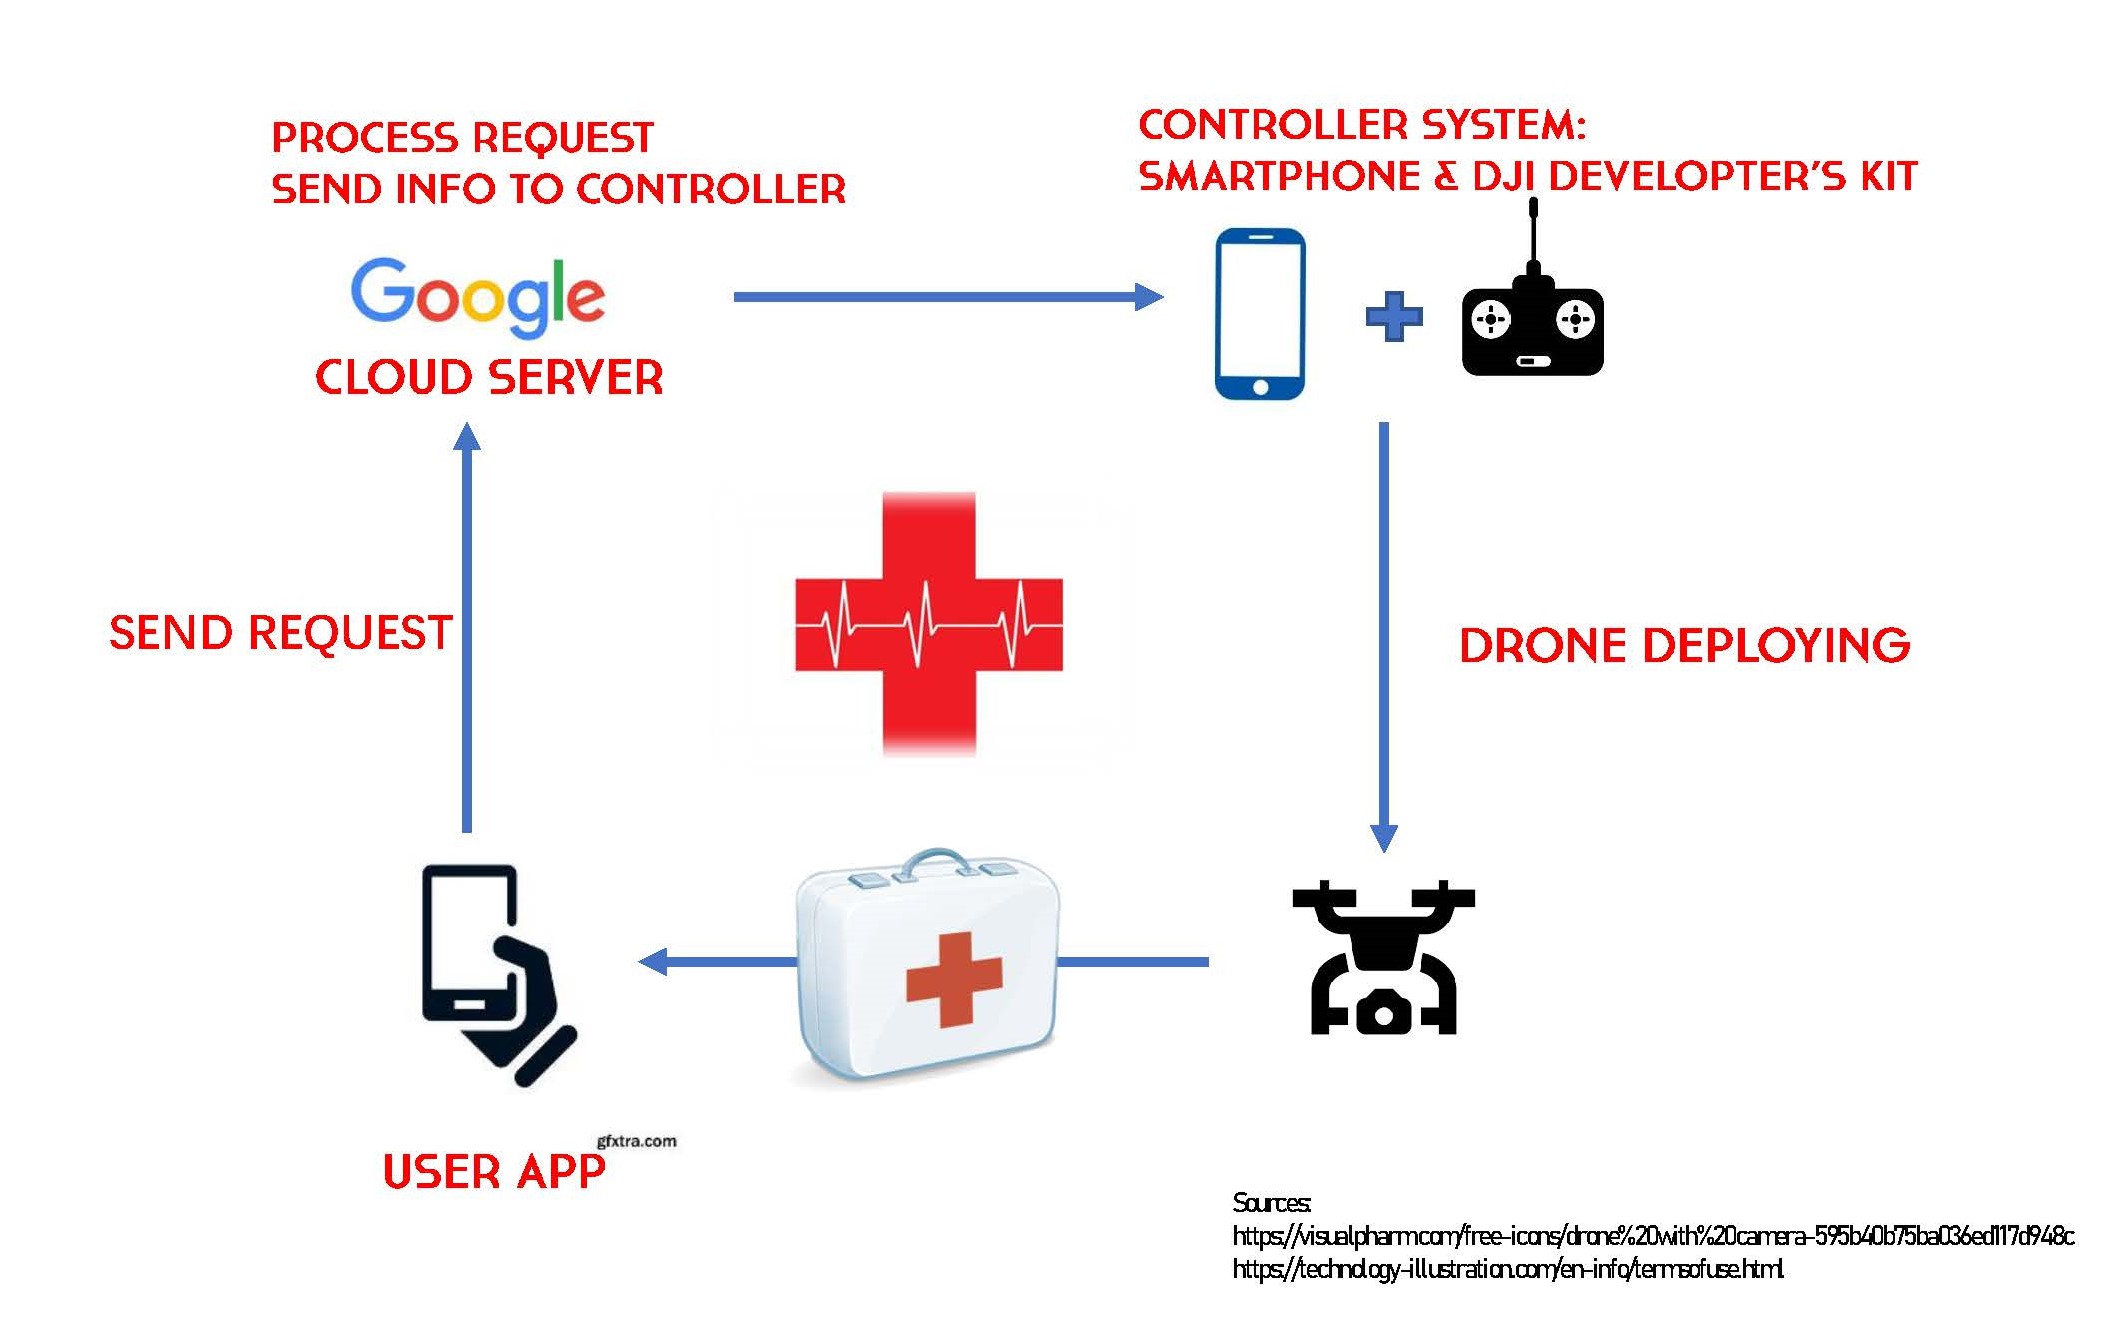 PROCESS REQUEST
SEND INFO TO CONTROLLER
CONTROLLER SYSTEM:
SMARTPHONE & DJI DEVELOPTER'S KIT
Google
CLOUD SERVER
SEND REQUEST
DRONE DEPLOYING
gfxtra.com
USER APP
Sources:
https://visualpharm.com/free-icons/drone%20with%20camera-595b40b75ba036ed117d948c
https://technology-illustration.com/en-info/termsofuse.html